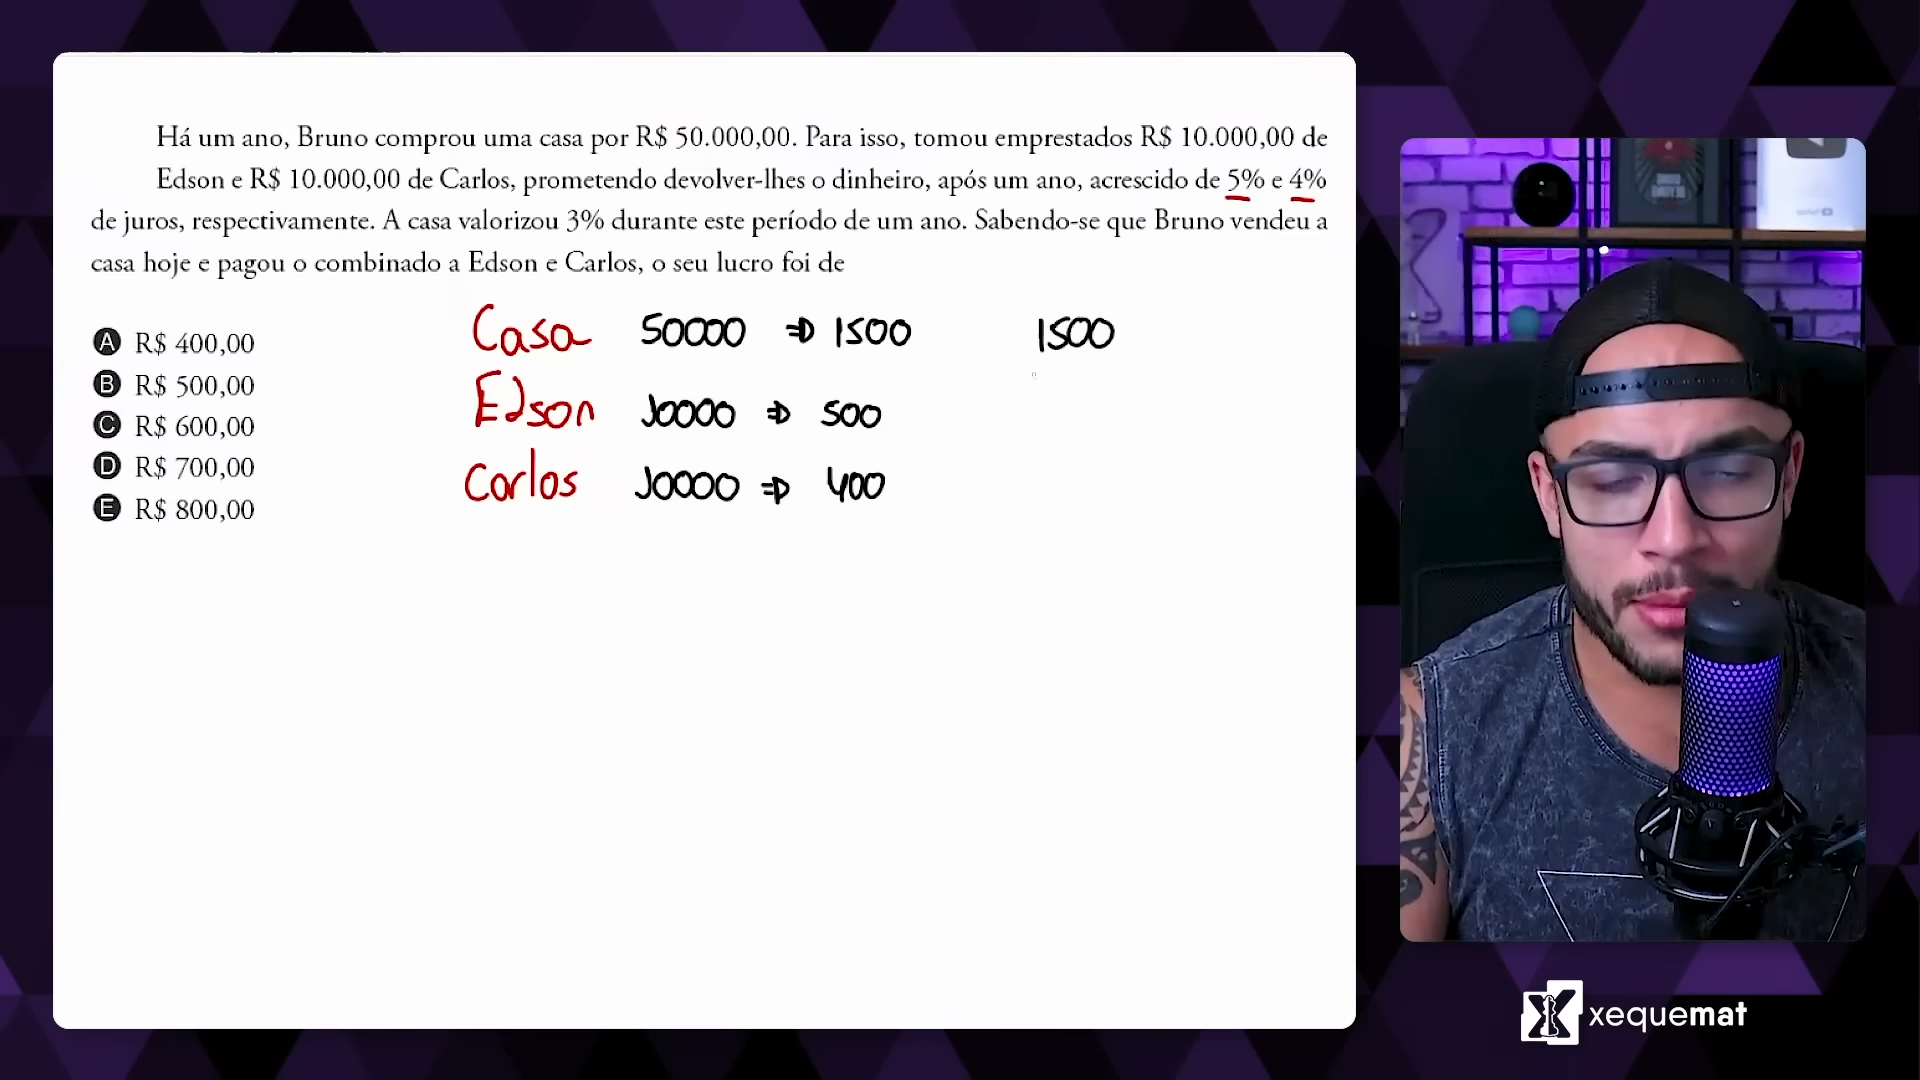 Há um ano, Bruno comprou uma casa por R$ 50.000,00. Para isso, tomou emprestados R$ 10.000,00 de
Edson e R$ 10.000,00 de Carlos, prometendo devolver-lhes o dinheiro, após um ano, acrescido de 5% e 4%
de juros, respectivamente. A casa valorizou 3% durante este período de um ano. Sabendo-se que Bruno vendeu a
casa hoje e pagou o combinado a Edson e Carlos, o seu lucro foi de
A R$ 400,00
B R$ 500,00
C R$ 600,00
D R$ 700,00
E R$ 800,00
Casa 50000 ⇒ 1500 1500
Edson 10000 ⇒ 500
Carlos 10000 ⇒ 400
xequemat